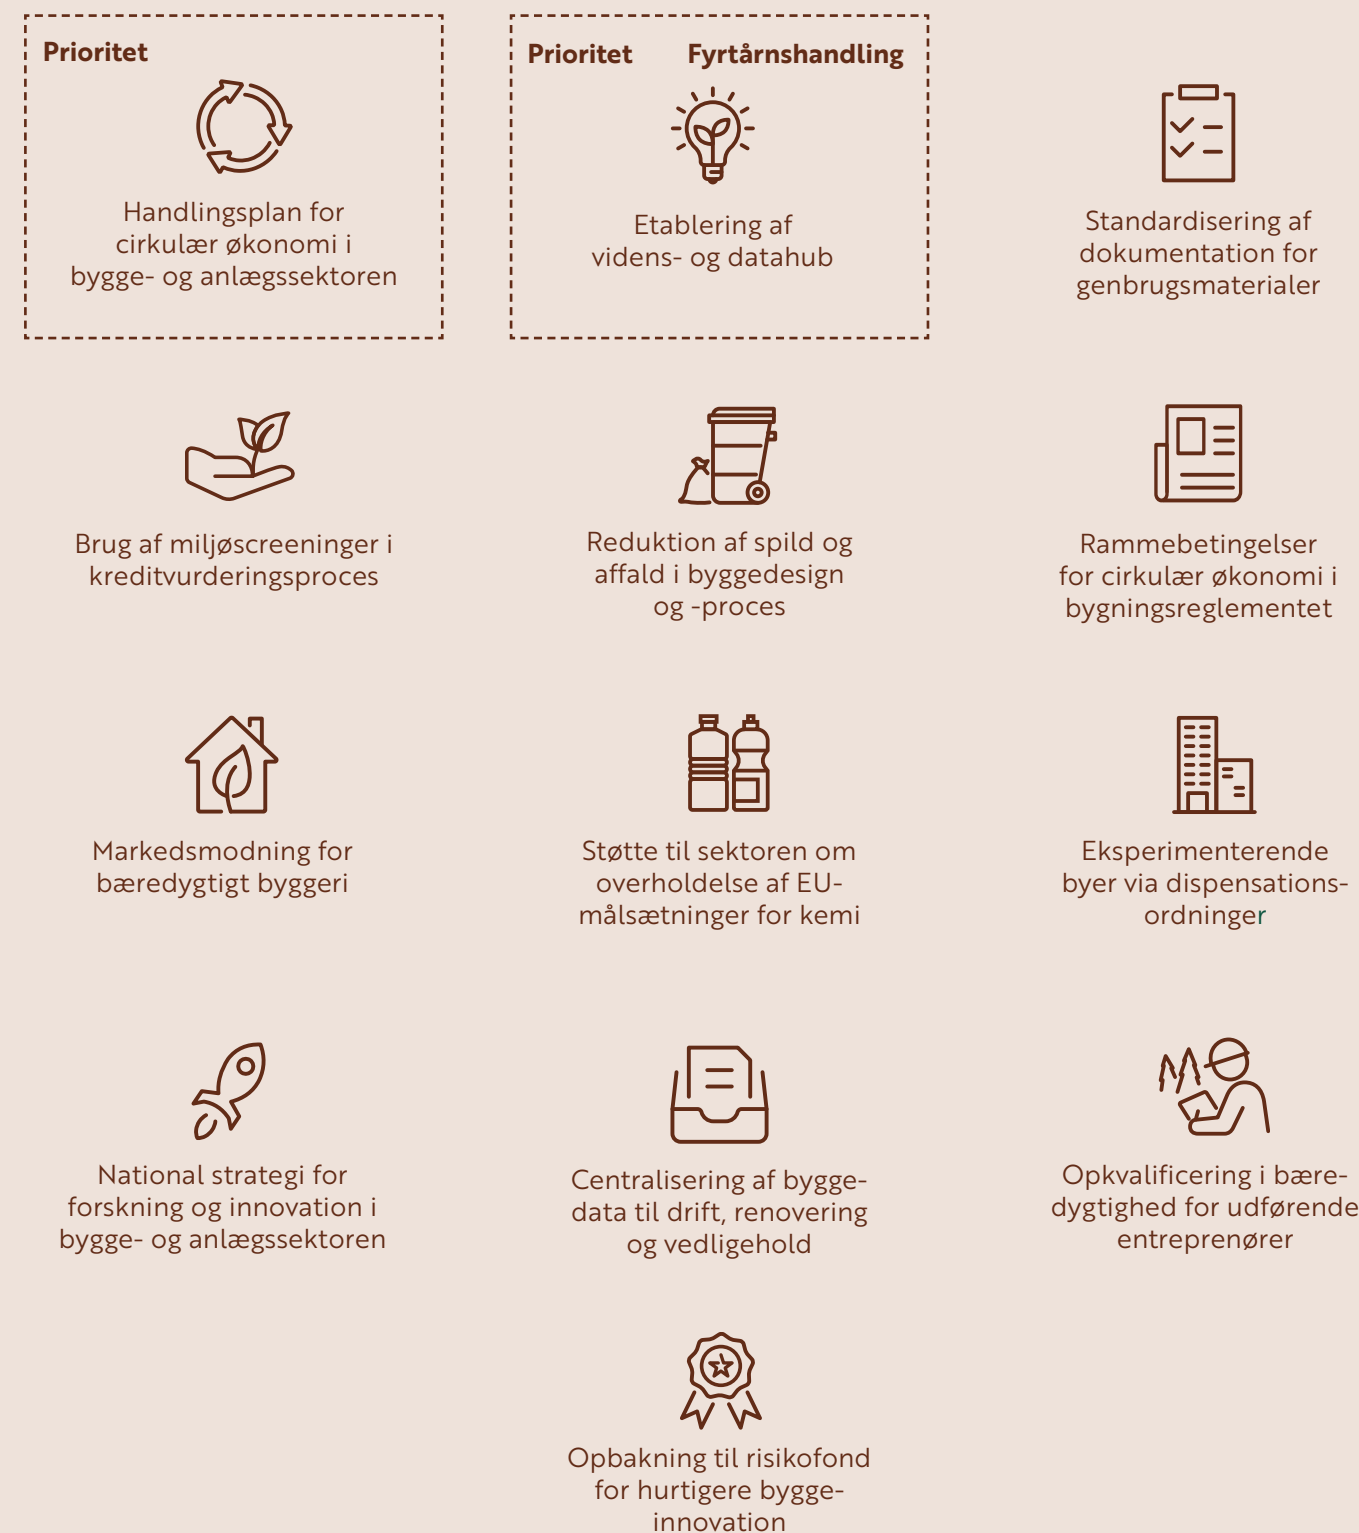 Prioritet
Handlingsplan for
cirkulær økonomi i
bygge- og anlægssektoren
Prioritet Fyrtårnshandling
Etablering af
videns- og datahub
Standardisering af
dokumentation for
genbrugsmaterialer
Brug af miljøscreeninger i
kreditvurderingsproces
Reduktion af spild og
affald i byggedesign
og -proces
Rammebetingelser
for cirkulær økonomi i
bygningsreglementet
Markedsmodning for
bæredygtigt byggeri
Støtte til sektoren om
overholdelse af EU-
målsætninger for kemi
Eksperimenterende
byer via dispensations-
ordninger
National strategi for
forskning og innovation i
bygge- og anlægssektoren
Centralisering af bygge-
data til drift, renovering
og vedligehold
Opkvalificering i bære-
dygtighed for udførende
entreprenører
Opbakning til risikofond
for hurtigere bygge-
innovation